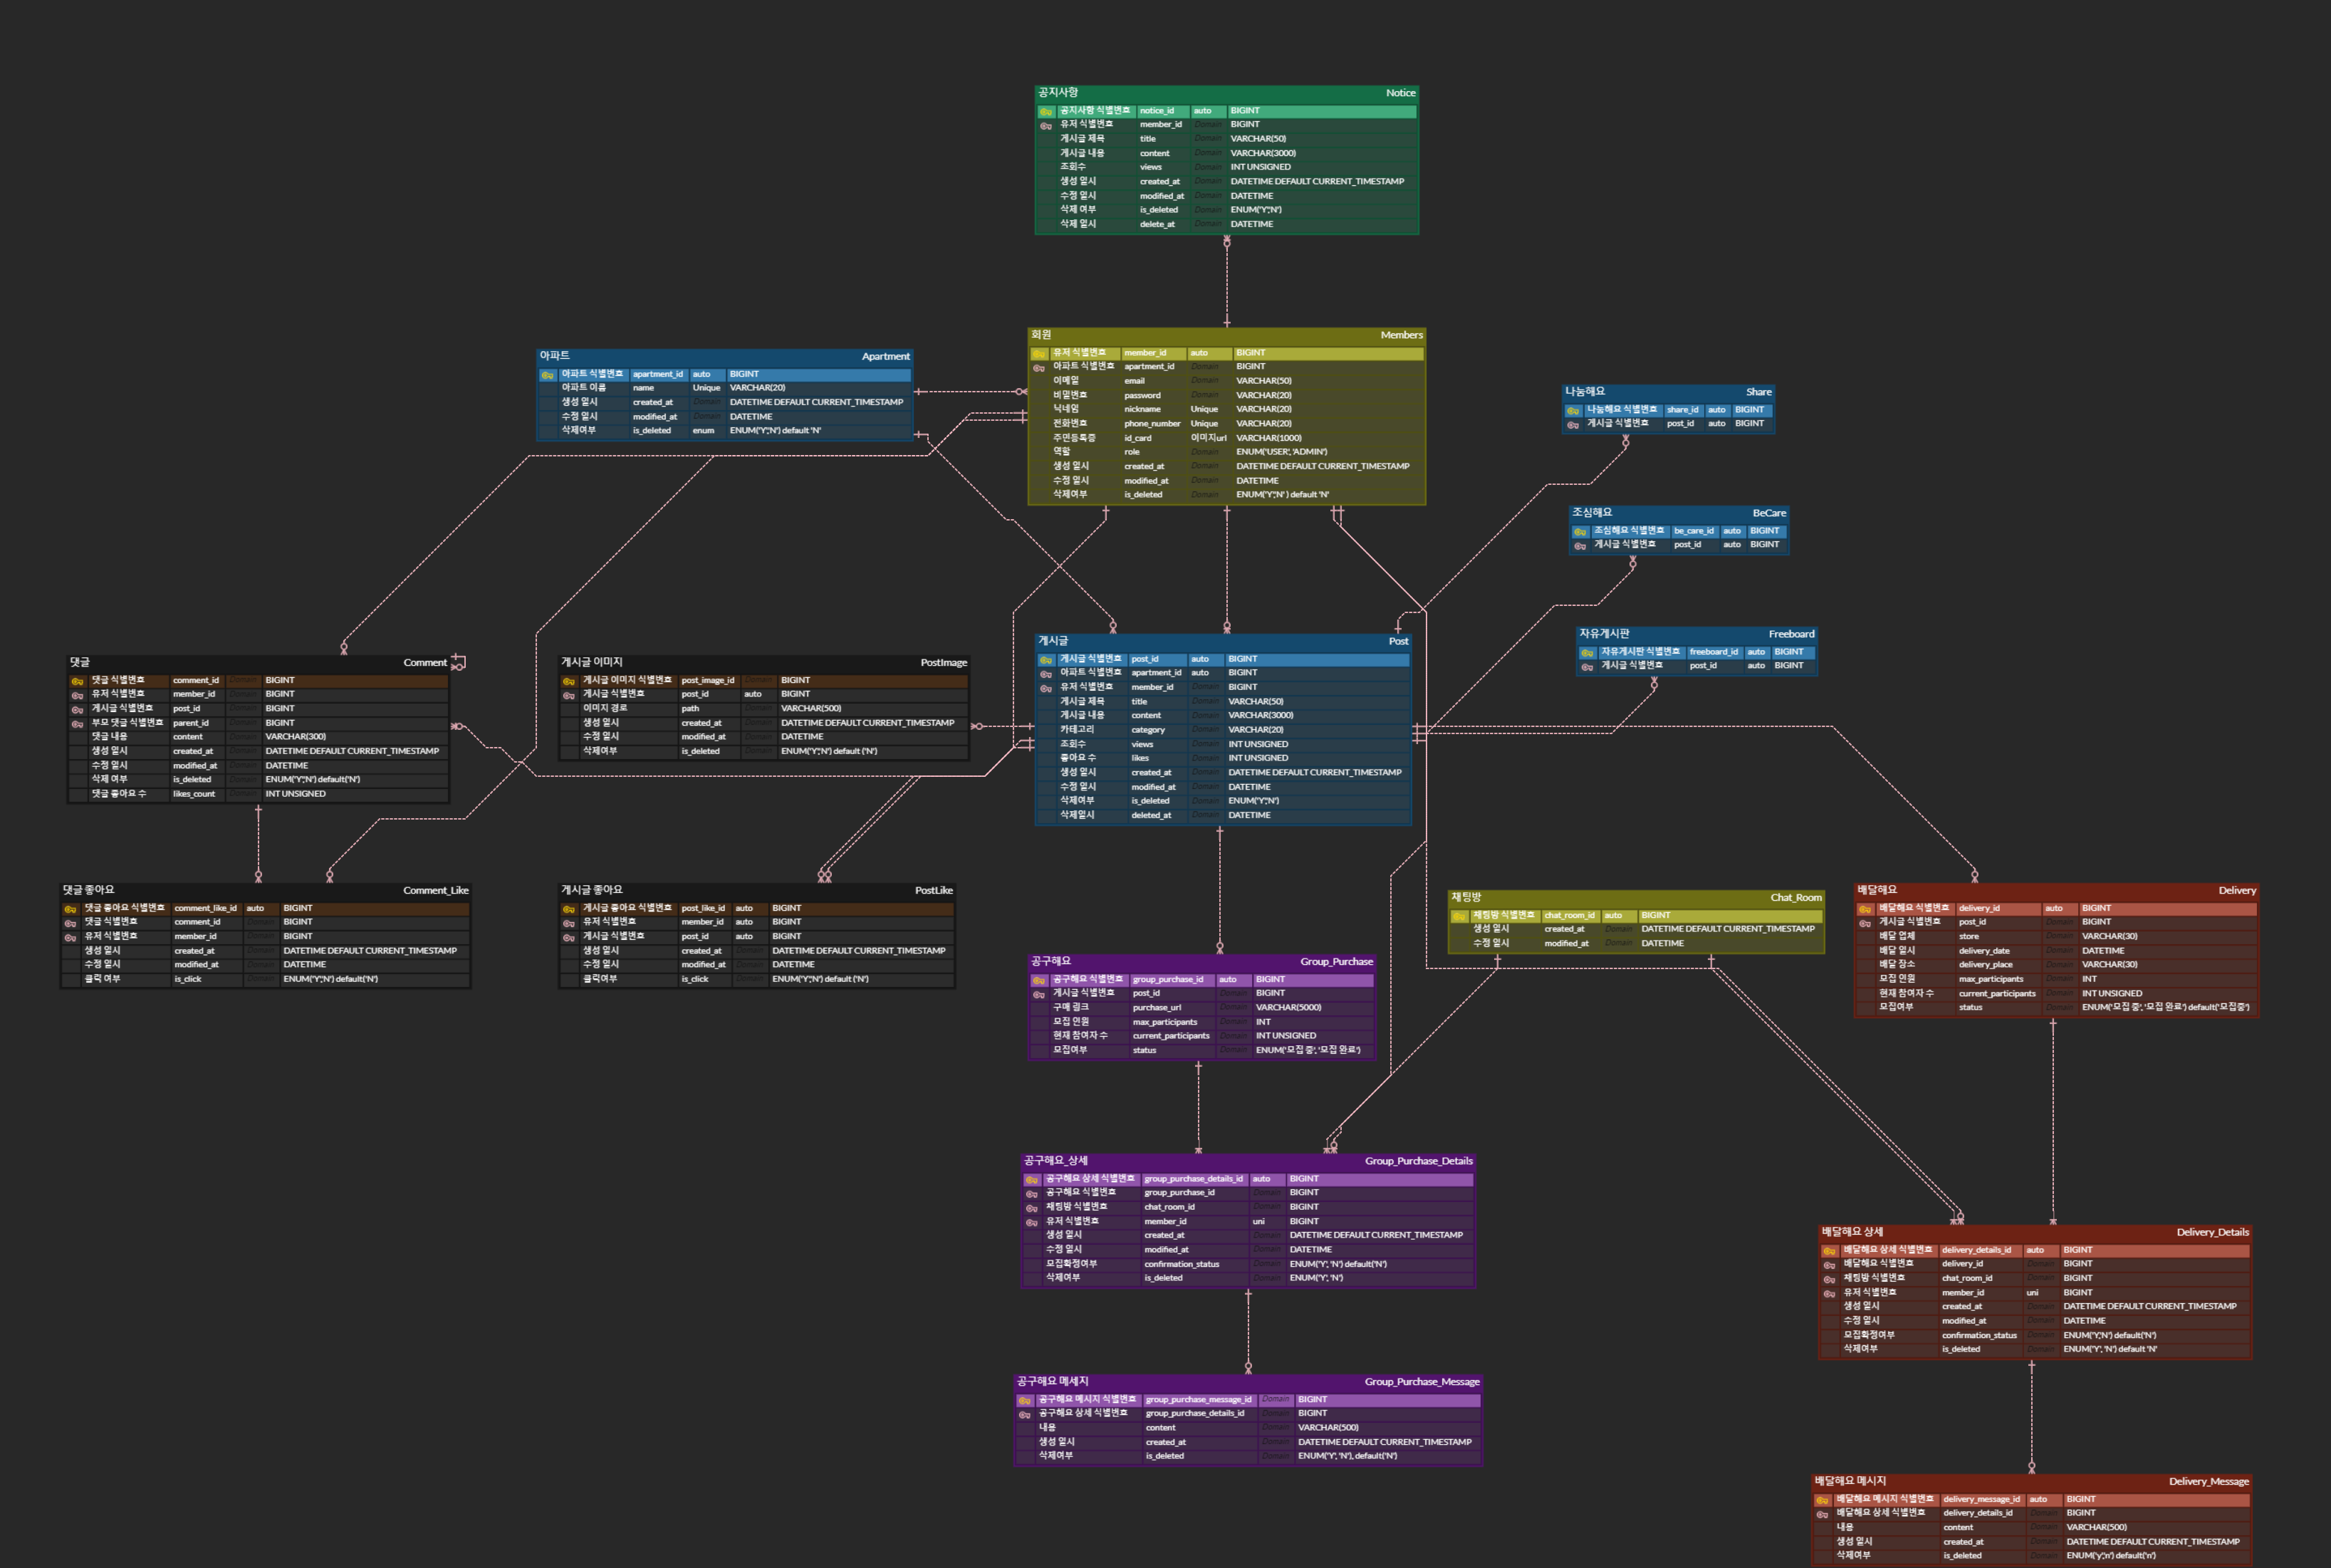 공지사항 Notice
공지사항 식별번호 notice_id auto BIGINT
유저 식별번호 member_id Domain BIGINT
게시글 제목 title Domain VARCHAR(50)
게시글 내용 content Domain VARCHAR(3000)
조회수 views Domain INT UNSIGNED
생성 일시 created_at Domain DATETIME DEFAULT CURRENT_TIMESTAMP
수정 일시 modified_at Domain DATETIME
삭제 여부 is_deleted Domain ENUM('Y','N')
삭제 일시 delete_at Domain DATETIME
회원 Members
유저 식별번호 member_id auto BIGINT
아파트 식별번호 apartment_id Domain BIGINT
이메일 email Domain VARCHAR(50)
비밀번호 password Domain VARCHAR(20)
닉네임 nickname Unique VARCHAR(20)
전화번호 phone_number Unique VARCHAR(20)
주민등록증 id_card 이미지url VARCHAR(1000)
역할 role Domain ENUM('USER', 'ADMIN')
생성 일시 created_at Domain DATETIME DEFAULT CURRENT_TIMESTAMP
수정 일시 modified_at Domain DATETIME
삭제여부 is_deleted Domain ENUM('Y','N' ) default 'N'
아파트 Apartment
아파트 식별번호 apartment_id auto BIGINT
아파트 이름 name Unique VARCHAR(20)
생성 일시 created_at Domain DATETIME DEFAULT CURRENT_TIMESTAMP
수정 일시 modified_at Domain DATETIME
삭제여부 is_deleted enum ENUM('Y','N') default 'N'
나눔해요 Share
나눔해요 식별번호 share_id auto BIGINT
게시글 식별번호 post_id auto BIGINT
조심해요 BeCare
조심해요 식별번호 be_care_id auto BIGINT
게시글 식별번호 post_id auto BIGINT
자유게시판 Freeboard
자유게시판 식별번호 freeboard_id auto BIGINT
게시글 식별번호 post_id auto BIGINT
댓글 Comment
댓글 식별번호 comment_id Domain BIGINT
유저 식별번호 member_id Domain BIGINT
게시글 식별번호 post_id Domain BIGINT
부모 댓글 식별번호 parent_id Domain BIGINT
댓글 내용 content Domain VARCHAR(300)
생성 일시 created_at Domain DATETIME DEFAULT CURRENT_TIMESTAMP
수정 일시 modified_at Domain DATETIME
삭제 여부 is_deleted Domain ENUM('Y','N') default('N')
댓글 좋아요 수 likes_count Domain INT UNSIGNED
게시글 이미지 PostImage
게시글 이미지 식별번호 post_image_id Domain BIGINT
게시글 식별번호 post_id auto BIGINT
이미지 경로 path Domain VARCHAR(500)
생성 일시 created_at Domain DATETIME DEFAULT CURRENT_TIMESTAMP
수정 일시 modified_at Domain DATETIME
삭제여부 is_deleted Domain ENUM('Y','N') default ('N')
게시글 Post
게시글 식별번호 post_id auto BIGINT
아파트 식별번호 apartment_id auto BIGINT
유저 식별번호 member_id Domain BIGINT
게시글 제목 title Domain VARCHAR(50)
게시글 내용 content Domain VARCHAR(3000)
카테고리 category Domain VARCHAR(20)
조회수 views Domain INT UNSIGNED
좋아요 수 likes Domain INT UNSIGNED
생성 일시 created_at Domain DATETIME DEFAULT CURRENT_TIMESTAMP
수정 일시 modified_at Domain DATETIME
삭제여부 is_deleted Domain ENUM('Y','N')
삭제일시 deleted_at Domain DATETIME
댓글 좋아요 Comment_Like
댓글 좋아요 식별번호 comment_like_id auto BIGINT
댓글 식별번호 comment_id Domain BIGINT
유저 식별번호 member_id Domain BIGINT
생성 일시 created_at Domain DATETIME DEFAULT CURRENT_TIMESTAMP
수정 일시 modified_at Domain DATETIME
클릭 여부 is_click Domain ENUM('Y','N') default('N')
게시글 좋아요 PostLike
게시글 좋아요 식별번호 post_like_id auto BIGINT
유저 식별번호 member_id auto BIGINT
게시글 식별번호 post_id auto BIGINT
생성 일시 created_at Domain DATETIME DEFAULT CURRENT_TIMESTAMP
수정 일시 modified_at Domain DATETIME
클릭여부 is_click Domain ENUM('Y','N') default ('N')
채팅방 Chat_Room
채팅방 식별번호 chat_room_id auto BIGINT
생성 일시 created_at Domain DATETIME DEFAULT CURRENT_TIMESTAMP
수정 일시 modified_at Domain DATETIME
배달해요 Delivery
배달해요 식별번호 delivery_id auto BIGINT
게시글 식별번호 post_id Domain BIGINT
배달 업체 store Domain VARCHAR(30)
배달 일시 delivery_date Domain DATETIME
배달 장소 delivery_place Domain VARCHAR(30)
모집 인원 max_participants Domain INT
현재 참여자 수 current_participants Domain INT UNSIGNED
모집여부 status Domain ENUM('모집 중', '모집 완료') default('모집중')
공구해요 Group_Purchase
공구해요 식별번호 group_purchase_id auto BIGINT
게시글 식별번호 post_id Domain BIGINT
구매 링크 purchase_url Domain VARCHAR(5000)
모집 인원 max_participants Domain INT
현재 참여자 수 current_participants Domain INT UNSIGNED
모집여부 status Domain ENUM('모집 중', '모집 완료')
공구해요_상세 Group_Purchase_Details
공구해요 상세 식별번호 group_purchase_details_id auto BIGINT
공구해요 식별번호 group_purchase_id Domain BIGINT
채팅방 식별번호 chat_room_id Domain BIGINT
유저 식별번호 member_id uni BIGINT
생성 일시 created_at Domain DATETIME DEFAULT CURRENT_TIMESTAMP
수정 일시 modified_at Domain DATETIME
모집확정여부 confirmation_status Domain ENUM('Y', 'N') default('N')
삭제여부 is_deleted Domain ENUM('Y', 'N')
배달해요 상세 Delivery_Details
배달해요 상세 식별번호 delivery_details_id auto BIGINT
배달해요 식별번호 delivery_id Domain BIGINT
채팅방 식별번호 chat_room_id Domain BIGINT
유저 식별번호 member_id uni BIGINT
생성 일시 created_at Domain DATETIME DEFAULT CURRENT_TIMESTAMP
수정 일시 modified_at Domain DATETIME
모집확정여부 confirmation_status Domain ENUM('Y','N') default('N')
삭제여부 is_deleted Domain ENUM('Y', 'N') default 'N'
공구해요 메세지 Group_Purchase_Message
공구해요 메시지 식별번호 group_purchase_message_id Domain BIGINT
공구해요 상세 식별번호 group_purchase_details_id Domain BIGINT
내용 content Domain VARCHAR(500)
생성 일시 created_at Domain DATETIME DEFAULT CURRENT_TIMESTAMP
삭제여부 is_deleted Domain ENUM('Y', 'N'), default('N')
배달해요 메시지 Delivery_Message
배달해요 메시지 식별번호 delivery_message_id auto BIGINT
배달해요 상세 식별번호 delivery_details_id Domain BIGINT
내용 content Domain VARCHAR(500)
생성 일시 created_at Domain DATETIME DEFAULT CURRENT_TIMESTAMP
삭제여부 is_deleted Domain ENUM('y','n') default('n')